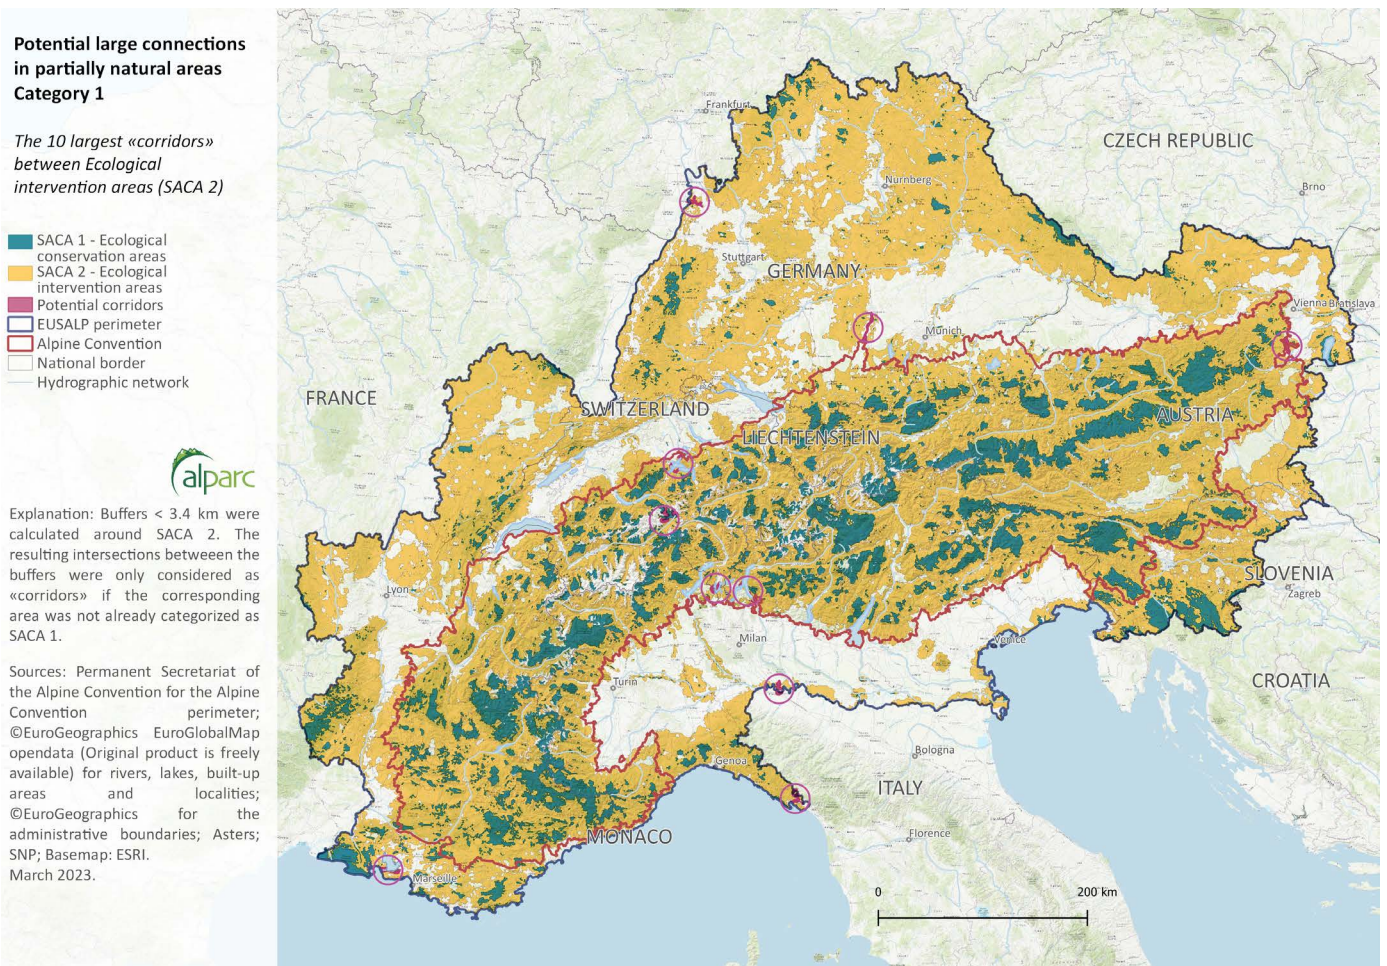 Potential large connections
in partially natural areas
Category 1
The 10 largest «corridors»
between Ecological
intervention areas (SACA 2)
SACA 1 - Ecological
conservation areas
SACA 2 - Ecological
intervention areas
Potential corridors
EUSALP perimeter
Alpine Convention
National border
Hydrographic network
alparc
Explanation: Buffers < 3.4 km were
calculated around SACA 2. The
resulting intersections betweeen the
buffers were only considered as
«corridors» if the corresponding
area was not already categorized as
SACA 1.
Sources: Permanent Secretariat of
the Alpine Convention for the Alpine
Convention perimeter;
©EuroGeographics EuroGlobalMap
opendata (Original product is freely
available) for rivers, lakes, built-up
areas and localities;
©EuroGeographics for the
administrative boundaries; Asters;
SNP; Basemap: ESRI.
March 2023.
Frankfurt
CZECH REPUBLIC
Brno
Nurnberg
Stuttgart
GERMANY
Vienna
Bratislava
Munich
FRANCE
SWITZERLAND
AUSTRIA
LIECHTENSTEIN
SLOVENIA
Zagreb
Lyon
Milan
Venice
Turin
CROATIA
Bologna
Genoa
ITALY
MONACO
Florence
Marseille
0
200 km